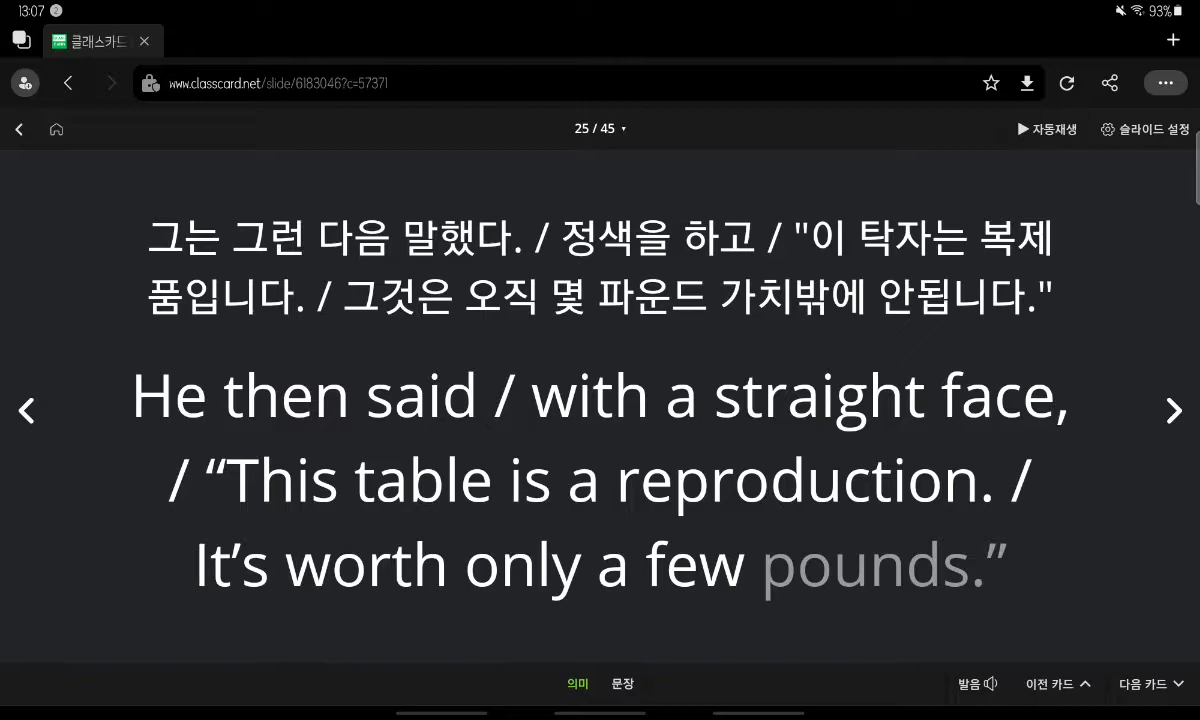 13:07 2 93%
클래스카드
www.classcard.net/slide/6183046?c=57371
25 / 45 자동재생 슬라이드 설정
그는 그런 다음 말했다. / 정색을 하고 / "이 탁자는 복제
품입니다. / 그것은 오직 몇 파운드 가치밖에 안됩니다."
He then said / with a straight face,
/ “This table is a reproduction. /
It’s worth only a few pounds.”
의미 문장 발음 이전 카드 다음 카드